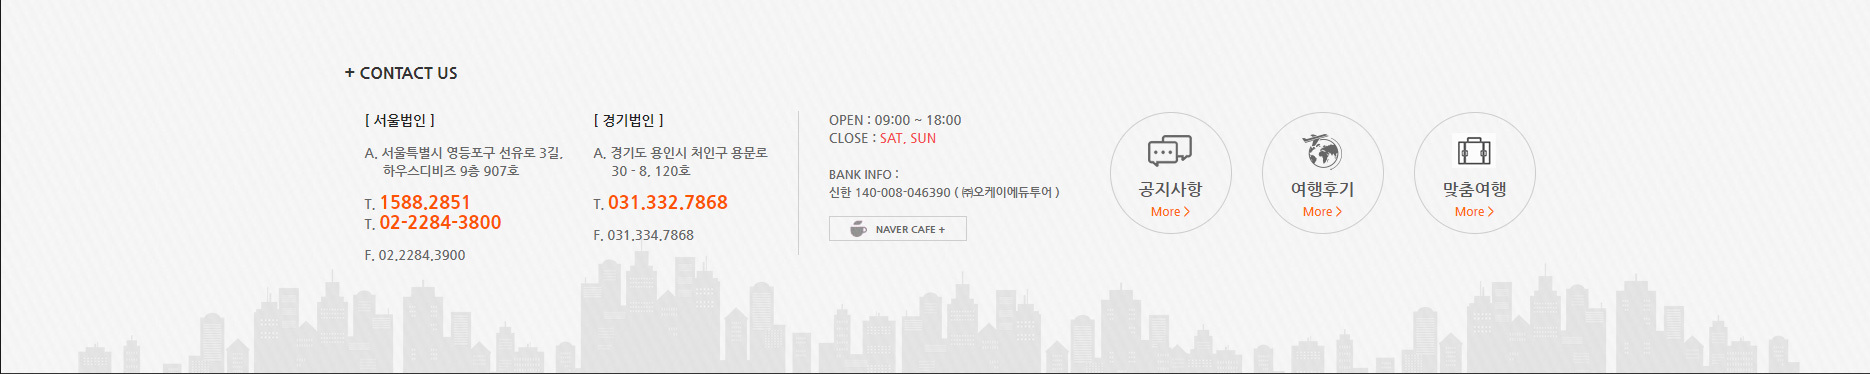 + CONTACT US
[ 서울법인 ]
A. 서울특별시 영등포구 선유로 3길,
하우스디비즈 9층 907호
T. 1588.2851
T. 02-2284-3800
F. 02.2284.3900
[ 경기법인 ]
A. 경기도 용인시 처인구 용문로
30 - 8, 120호
T. 031.332.7868
F. 031.334.7868
OPEN : 09:00 ~ 18:00
CLOSE : SAT, SUN
BANK INFO :
신한 140-008-046390 ( ㈜오케이에듀투어 )
NAVER CAFE +
공지사항
More >
여행후기
More >
맞춤여행
More >